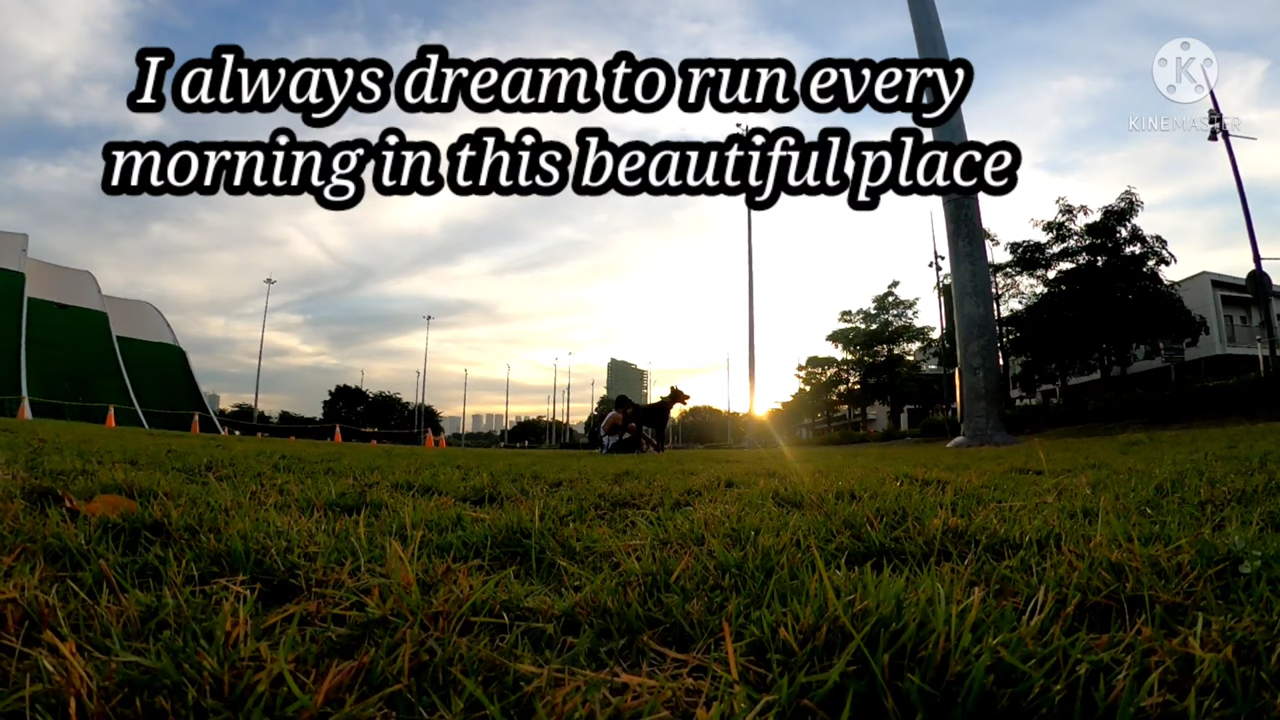 I always dream to run every
morning in this beautiful place
K
KINEMASTER